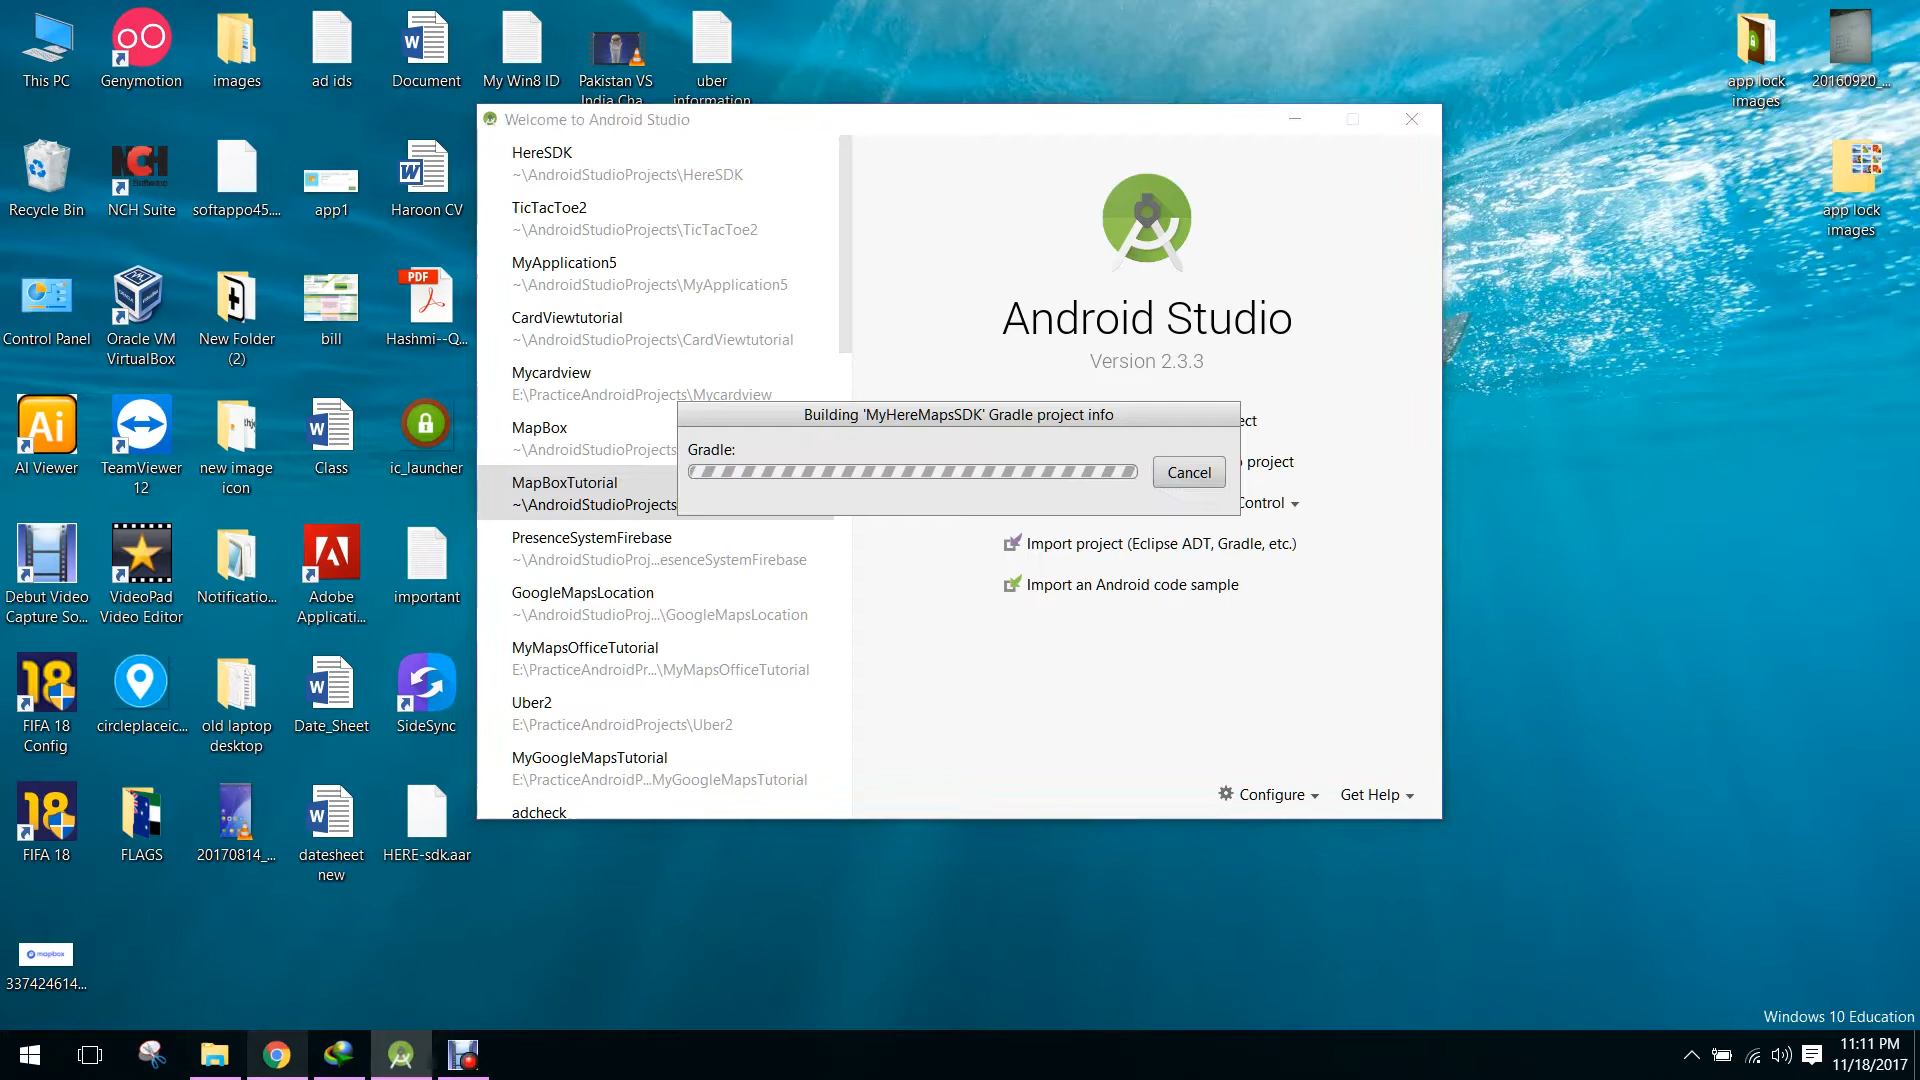 This PC
Genymotion
images
ad ids
Document
My Win8 ID
Pakistan VS
India Cha...
uber
information
app lock
images
20160920_...
Recycle Bin
NCH Suite
softappo45....
app1
Haroon CV
app lock
images
Control Panel
Oracle VM
VirtualBox
New Folder
(2)
bill
Hashmi--Q...
AI Viewer
TeamViewer
12
new image
icon
Class
ic_launcher
Debut Video
Capture So...
VideoPad
Video Editor
Notificatio...
Adobe
Applicati...
important
FIFA 18
Config
circleplaceic...
old laptop
desktop
Date_Sheet
SideSync
FIFA 18
FLAGS
20170814_...
datesheet
new
HERE-sdk.aar
mapbox
337424614...
Welcome to Android Studio
HereSDK
~\AndroidStudioProjects\HereSDK
TicTacToe2
~\AndroidStudioProjects\TicTacToe2
MyApplication5
~\AndroidStudioProjects\MyApplication5
CardViewtutorial
~\AndroidStudioProjects\CardViewtutorial
Mycardview
E:\PracticeAndroidProjects\Mycardview
MapBox
~\AndroidStudioProjects
MapBoxTutorial
~\AndroidStudioProjects
PresenceSystemFirebase
~\AndroidStudioProj...esenceSystemFirebase
GoogleMapsLocation
~\AndroidStudioProj...\GoogleMapsLocation
MyMapsOfficeTutorial
E:\PracticeAndroidPr...\MyMapsOfficeTutorial
Uber2
E:\PracticeAndroidProjects\Uber2
MyGoogleMapsTutorial
E:\PracticeAndroidP...MyGoogleMapsTutorial
adcheck
Android Studio
Version 2.3.3
ect
project
Control
Import project (Eclipse ADT, Gradle, etc.)
Import an Android code sample
Configure
Get Help
Building 'MyHereMapsSDK' Gradle project info
Gradle:
Cancel
Windows 10 Education
11:11 PM
11/18/2017